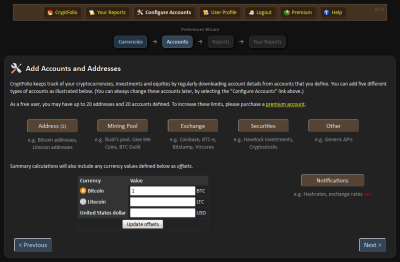 CryptFolio Your Reports Configure Accounts User Profile Logout Premium Help
Preferences Wizard
Currencies → Accounts → Reports → Your Reports
Add Accounts and Addresses
CryptFolio keeps track of your cryptocurrencies, investments and equities by regularly downloading account details from accounts that you define. You can add five different
types of accounts as illustrated below. (You can always change these accounts later, by selecting the "Configure Accounts" link above.)
As a free user, you may have up to 20 addresses and 20 accounts defined. To increase these limits, please purchase a premium account.
Address (1) Mining Pool Exchange Securities Other
e.g. Bitcoin addresses, e.g. Slush's pool, Give Me e.g. Coinbase, BTC-e, e.g. Havelock Investments, e.g. Generic APIs
Litecoin addresses Coins, BTC Guild Bitstamp, Vircurex Cryptostocks
Summary calculations will also include any currency values defined below as offsets.
Currency Value
Bitcoin 1 BTC
Litecoin LTC
United States dollar USD
Update offsets
Notifications
e.g. Hashrates, exchange rates
< Previous Next >